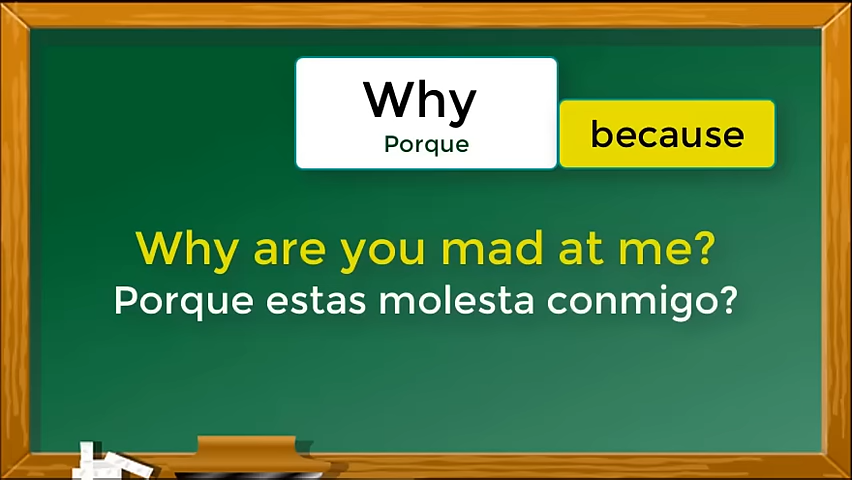 Why
Porque
because
Why are you mad at me?
Porque estas molesta conmigo?